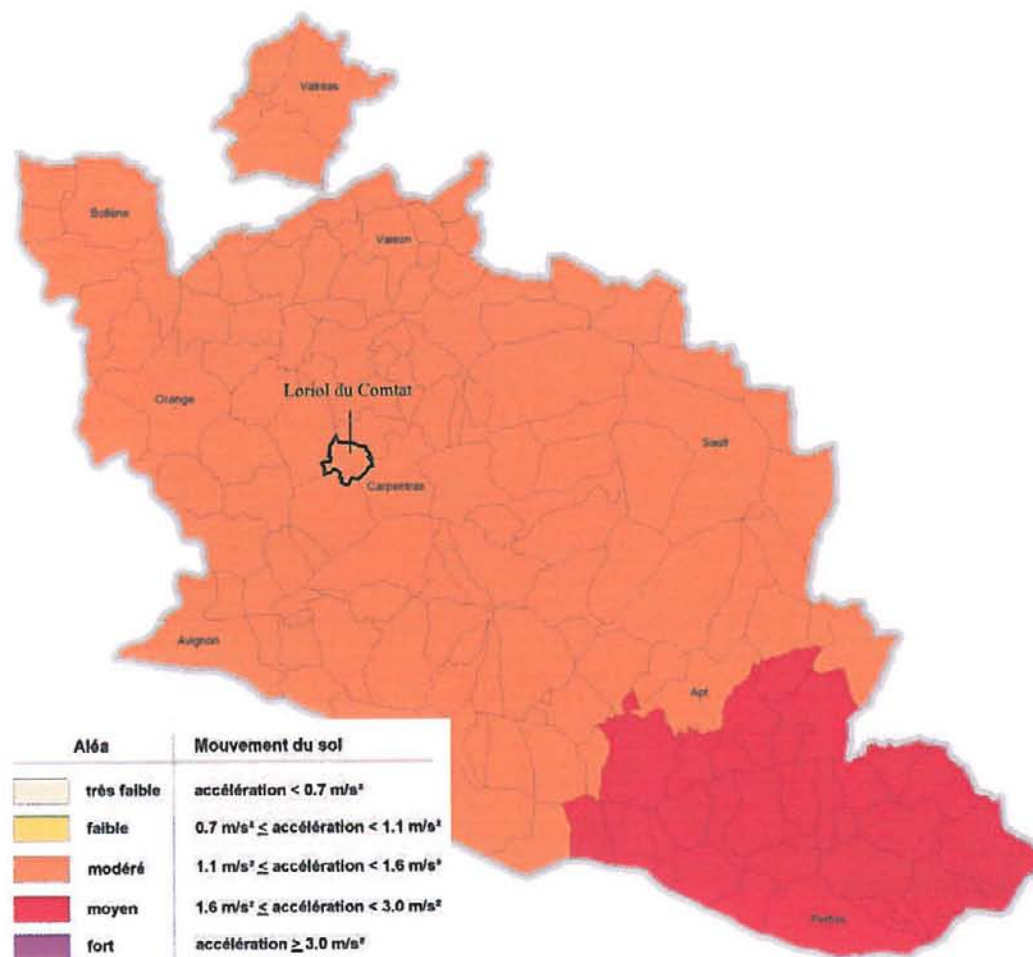 Valréas
Bollène
Vaison
Orange
Loriol du Comtat
Sault
Carpentras
Avignon
Apt
Pertuis
Aléa Mouvement du sol
très faible accélération < 0.7 m/s²
faible 0.7 m/s² ≤ accélération < 1.1 m/s²
modéré 1.1 m/s² ≤ accélération < 1.6 m/s²
moyen 1.6 m/s² ≤ accélération < 3.0 m/s²
fort accélération ≥ 3.0 m/s²